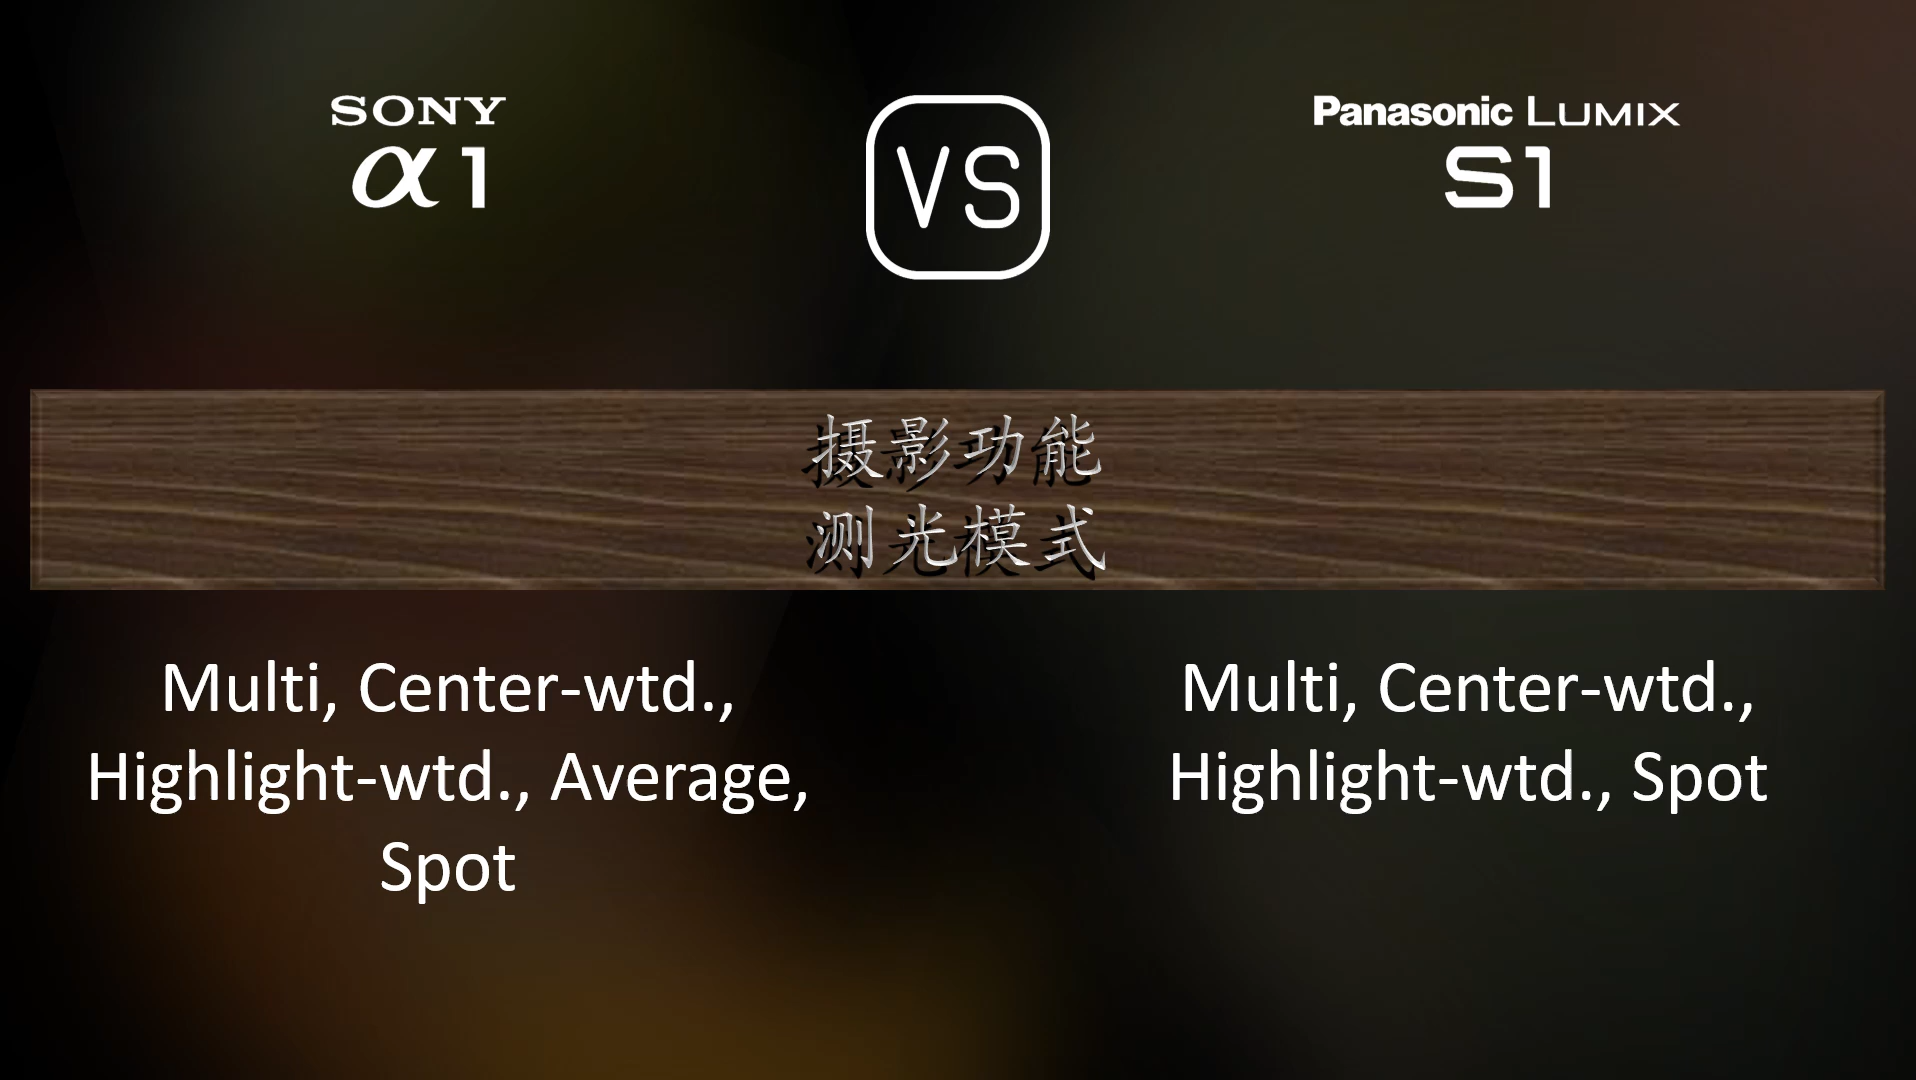 SONY
α1
VS
Panasonic LUMIX
S1
摄影功能
测光模式
Multi, Center-wtd.,
Highlight-wtd., Average,
Spot
Multi, Center-wtd.,
Highlight-wtd., Spot